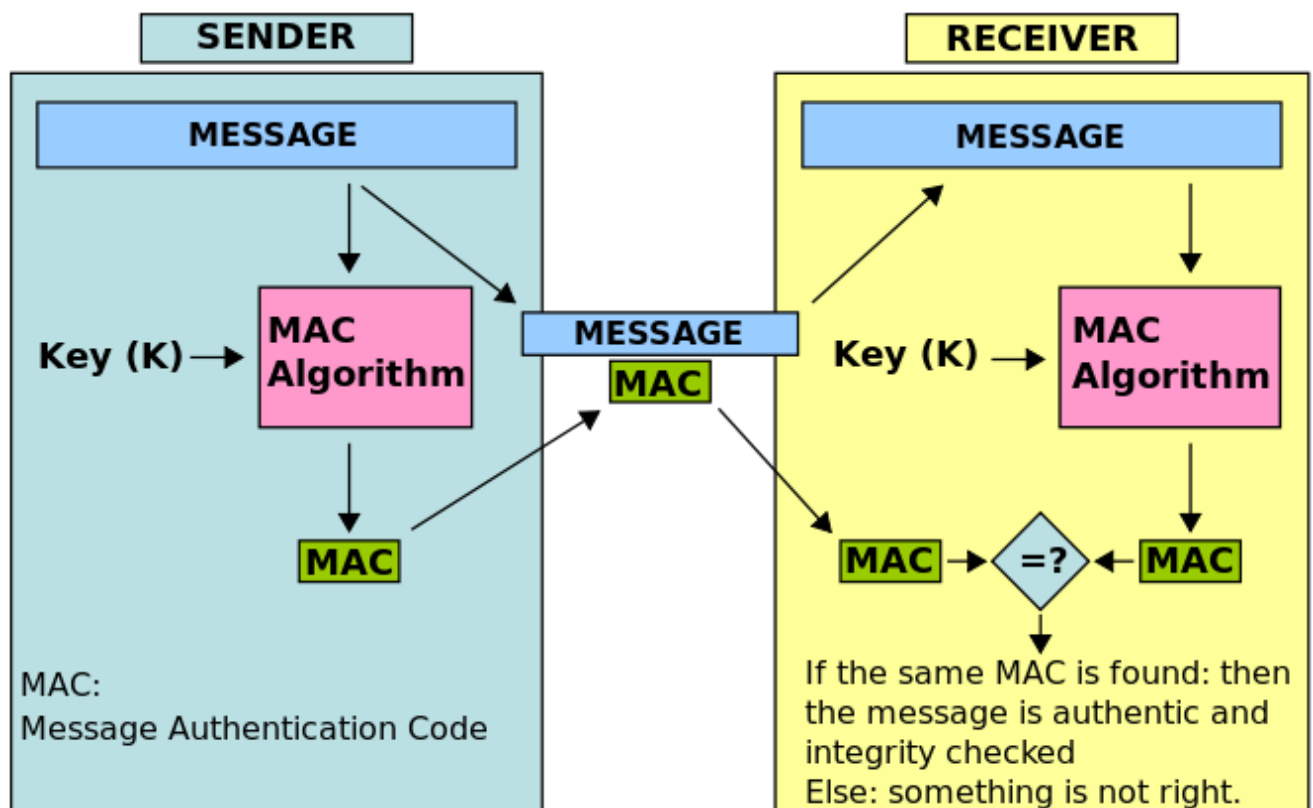 SENDER
MESSAGE
Key (K)
MAC
Algorithm
MAC
MAC:
Message Authentication Code
MESSAGE
MAC
RECEIVER
MESSAGE
Key (K)
MAC
Algorithm
MAC
=?
MAC
If the same MAC is found: then
the message is authentic and
integrity checked
Else: something is not right.